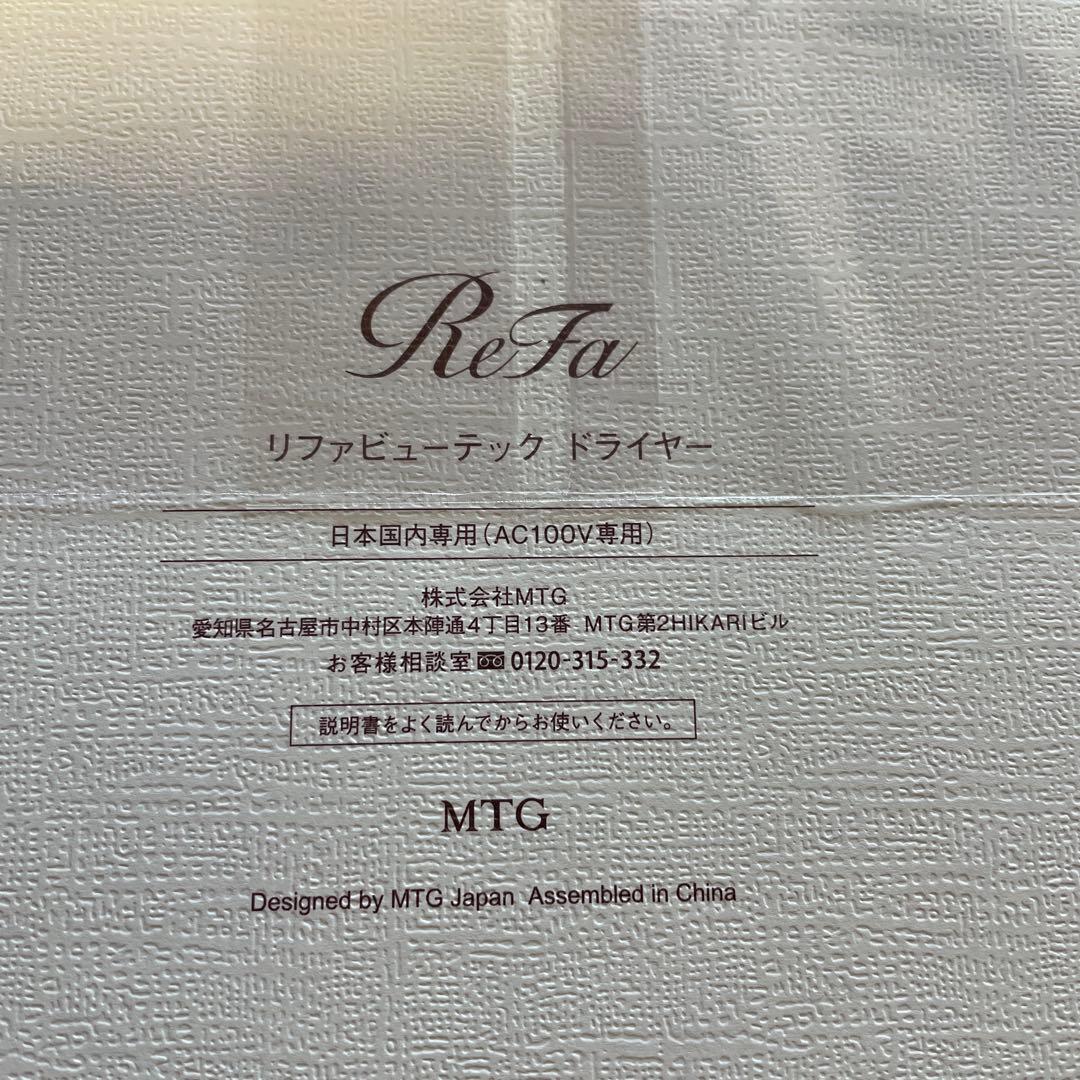 ReFa
リファビューテック ドライヤー
日本国内専用(AC100V専用)
株式会社MTG
愛知県名古屋市中村区本陣通4丁目13番 MTG第2HIKARIビル
お客様相談室 0120-315-332
説明書をよく読んでからお使いください。
MTG
Designed by MTG Japan Assembled in China